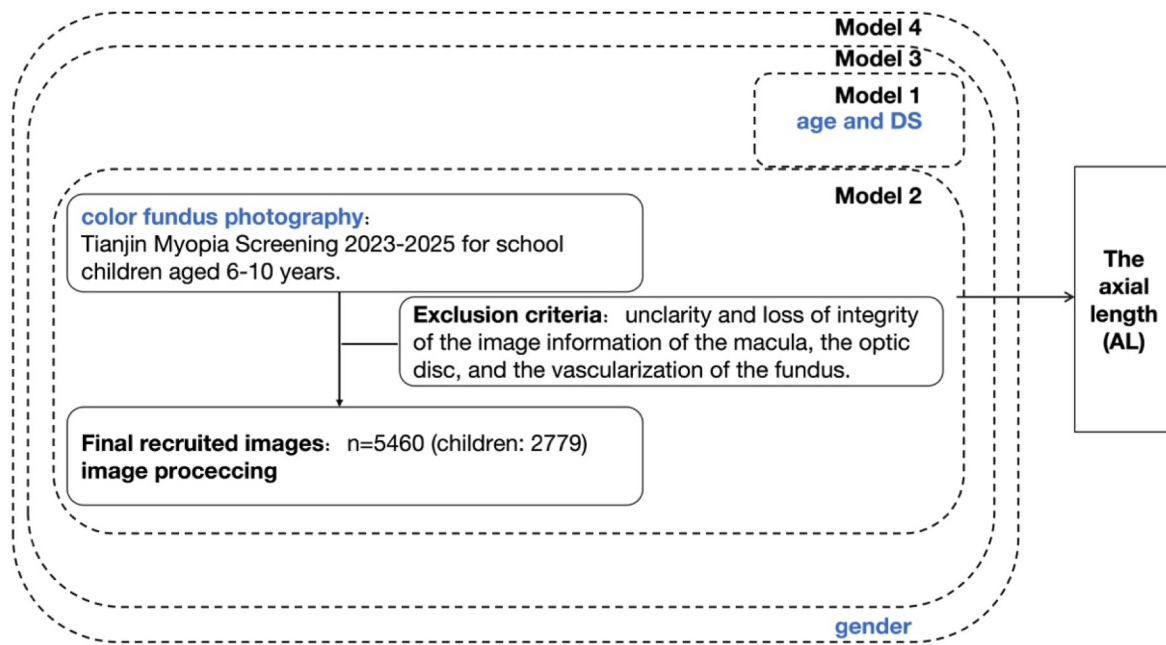 Model 4
Model 3
Model 1
age and DS
Model 2
color fundus photography：
Tianjin Myopia Screening 2023-2025 for school
children aged 6-10 years.
Exclusion criteria：unclarity and loss of integrity
of the image information of the macula, the optic
disc, and the vascularization of the fundus.
Final recruited images：n=5460 (children: 2779)
image proceccing
The
axial
length
(AL)
gender